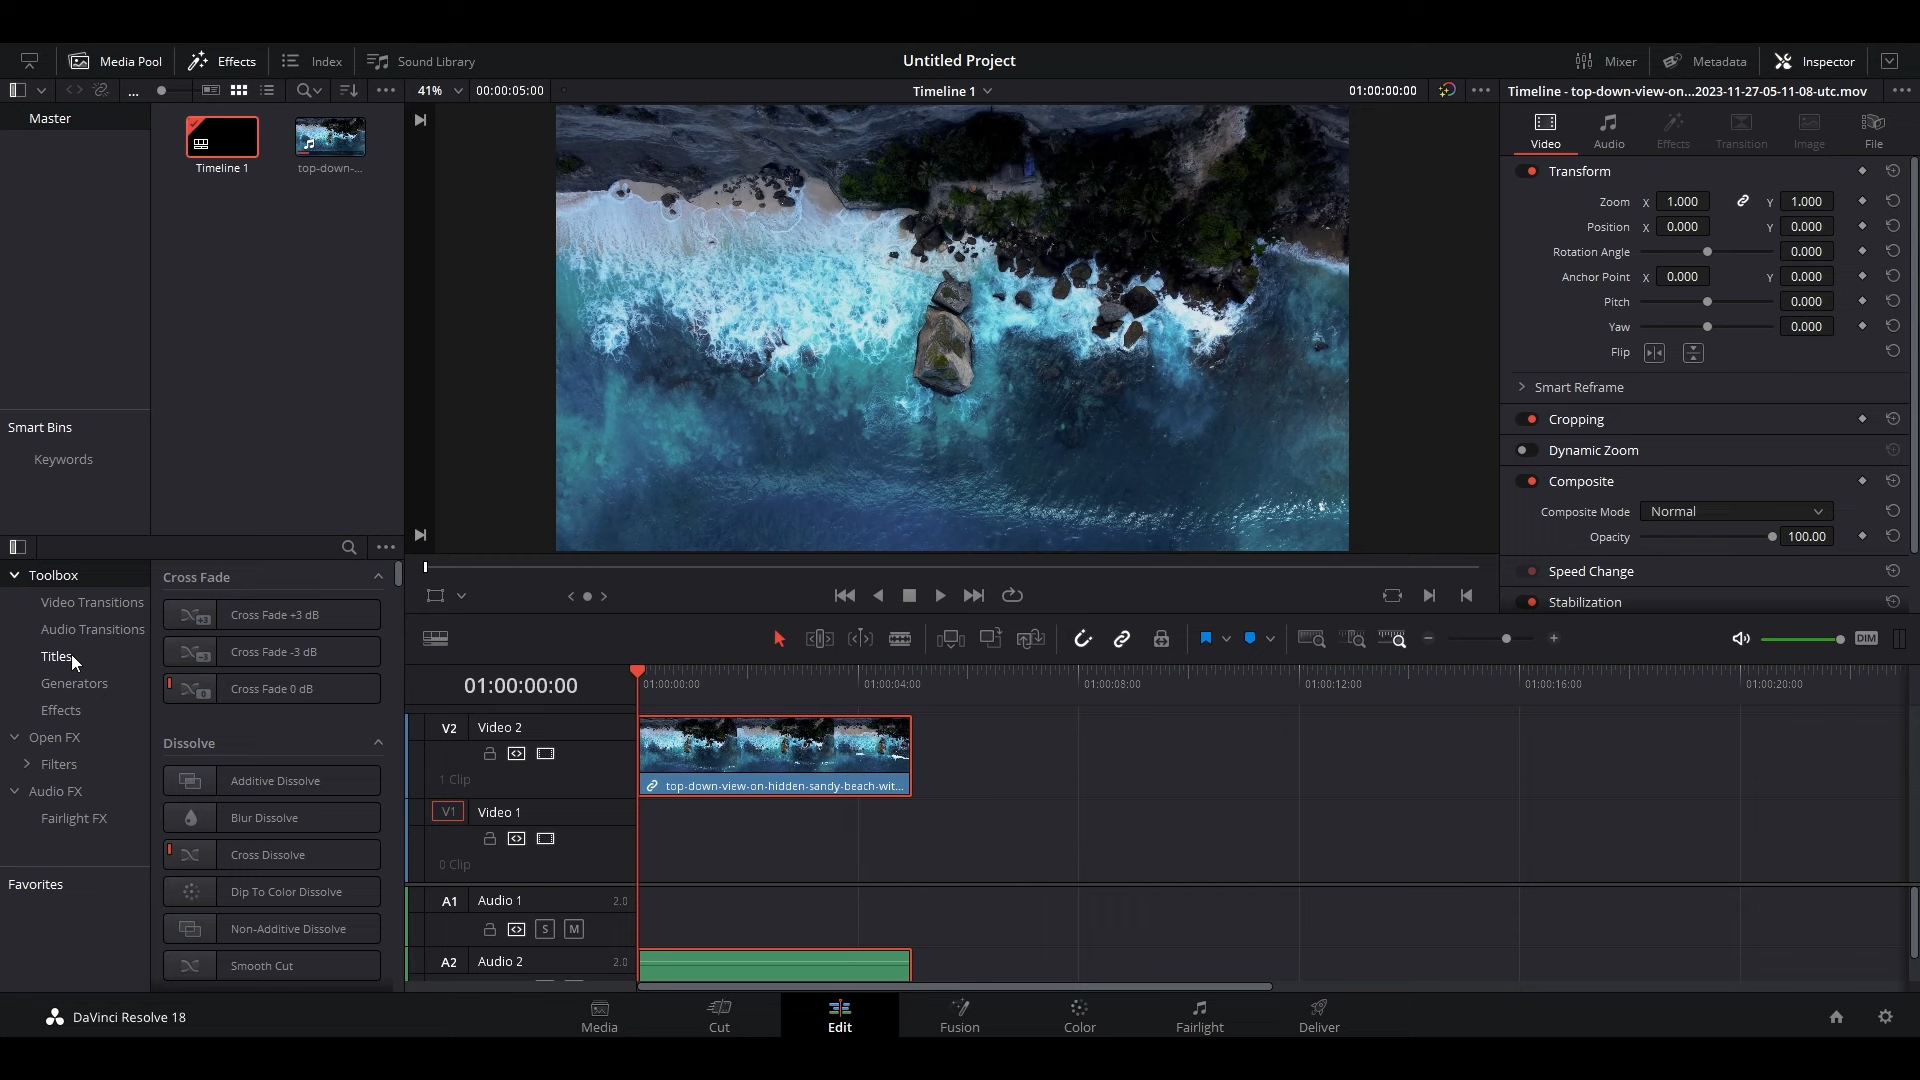 Media Pool
Effects
Index
Sound Library
Untitled Project
Mixer
Metadata
Inspector
...
•••
41%
00:00:05:00
Timeline 1
01:00:00:00
•••
Timeline - top-down-view-on...2023-11-27-05-11-08-utc.mov
•••
Master
Timeline 1
top-down-...
Smart Bins
Keywords
Video
Audio
Effects
Transition
Image
File
Transform
Zoom X 1.000 Y 1.000
Position X 0.000 Y 0.000
Rotation Angle 0.000
Anchor Point X 0.000 Y 0.000
Pitch 0.000
Yaw 0.000
Flip
Smart Reframe
Cropping
Dynamic Zoom
Composite
Composite Mode Normal
Opacity 100.00
Speed Change
Stabilization
Toolbox
Video Transitions
Audio Transitions
Titles
Generators
Effects
Open FX
Filters
Audio FX
Fairlight FX
Favorites
Cross Fade
+3 Cross Fade +3 dB
-3 Cross Fade -3 dB
0 Cross Fade 0 dB
Dissolve
Additive Dissolve
Blur Dissolve
Cross Dissolve
Dip To Color Dissolve
Non-Additive Dissolve
Smooth Cut
DIM
01:00:00:00
01:00:00:00
01:00:04:00
01:00:08:00
01:00:12:00
01:00:16:00
01:00:20:00
V2 Video 2
1 Clip
top-down-view-on-hidden-sandy-beach-wit...
V1 Video 1
0 Clip
A1 Audio 1 2.0
S M
A2 Audio 2 2.0
DaVinci Resolve 18
Media
Cut
Edit
Fusion
Color
Fairlight
Deliver